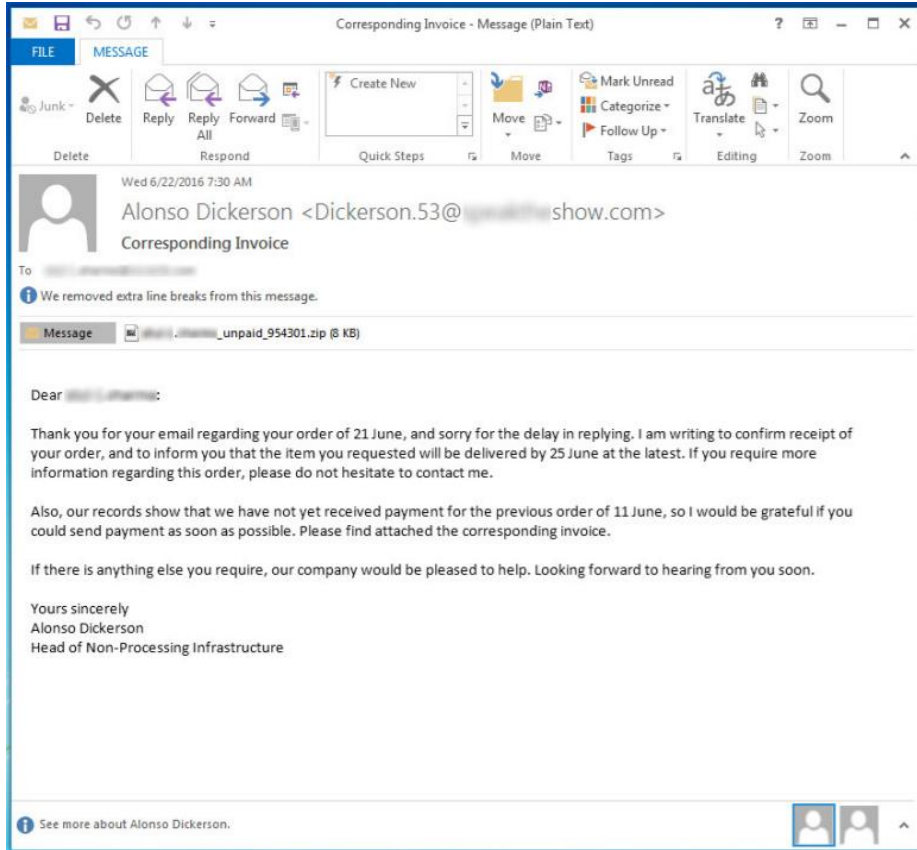 Corresponding Invoice - Message (Plain Text)
?
FILE MESSAGE
Junk
Delete
Reply
Reply All
Forward
Create New
Move
Mark Unread
Categorize
Follow Up
Translate
Zoom
Delete Respond Quick Steps Move Tags Editing Zoom
Wed 6/22/2016 7:30 AM
Alonso Dickerson <Dickerson.53@ show.com>
Corresponding Invoice
To
We removed extra line breaks from this message.
Message _unpaid_954301.zip (8 KB)
Dear :
Thank you for your email regarding your order of 21 June, and sorry for the delay in replying. I am writing to confirm receipt of
your order, and to inform you that the item you requested will be delivered by 25 June at the latest. If you require more
information regarding this order, please do not hesitate to contact me.
Also, our records show that we have not yet received payment for the previous order of 11 June, so I would be grateful if you
could send payment as soon as possible. Please find attached the corresponding invoice.
If there is anything else you require, our company would be pleased to help. Looking forward to hearing from you soon.
Yours sincerely
Alonso Dickerson
Head of Non-Processing Infrastructure
See more about Alonso Dickerson.